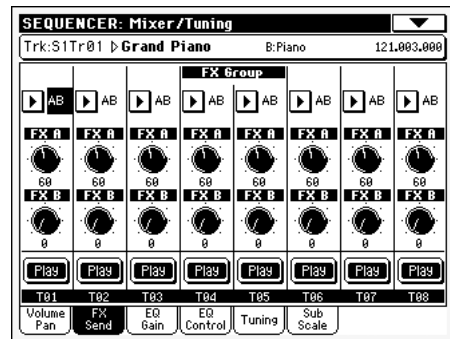 SEQUENCER: Mixer/Tuning
Trk:S1Tr01 Grand Piano B:Piano 121.003.000
FX Group
AB AB AB AB AB AB AB AB
FX A FX A FX A FX A FX A FX A FX A FX A
60 60 60 60 60 60 60 60
FX B FX B FX B FX B FX B FX B FX B FX B
0 0 0 0 0 0 0 0
Play Play Play Play Play Play Play Play
T01 T02 T03 T04 T05 T06 T07 T08
Volume Pan FX Send EQ Gain EQ Control Tuning Sub Scale